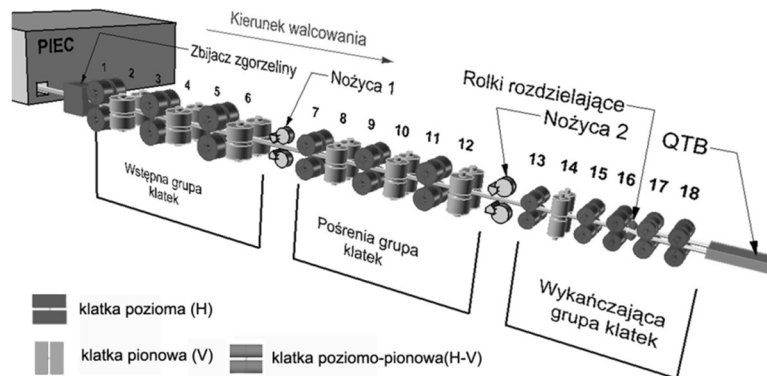 PIEC
Kierunek walcowania
Zbijacz zgorzeliny
Nożyca 1
Rolki rozdzielające
Nożyca 2
QTB
1 2 3 4 5 6 7 8 9 10 11 12 13 14 15 16 17 18
Wstępna grupa
klatek
Pośrenia grupa
klatek
Wykańczająca
grupa klatek
klatka pozioma (H)
klatka pionowa (V)
klatka poziomo-pionowa(H-V)